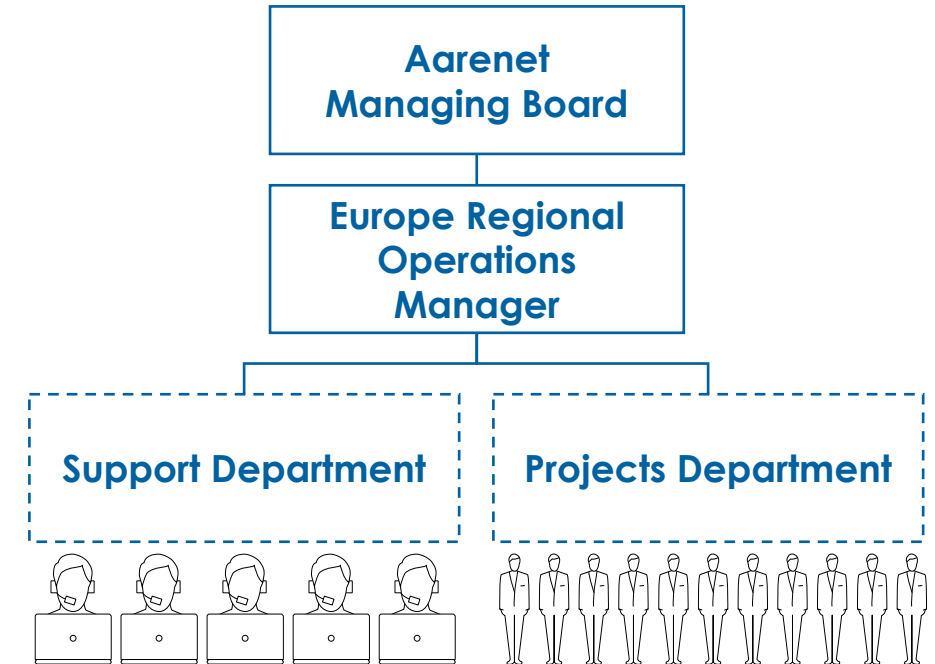 Aarenet
Managing Board
Europe Regional
Operations
Manager
Support Department
Projects Department